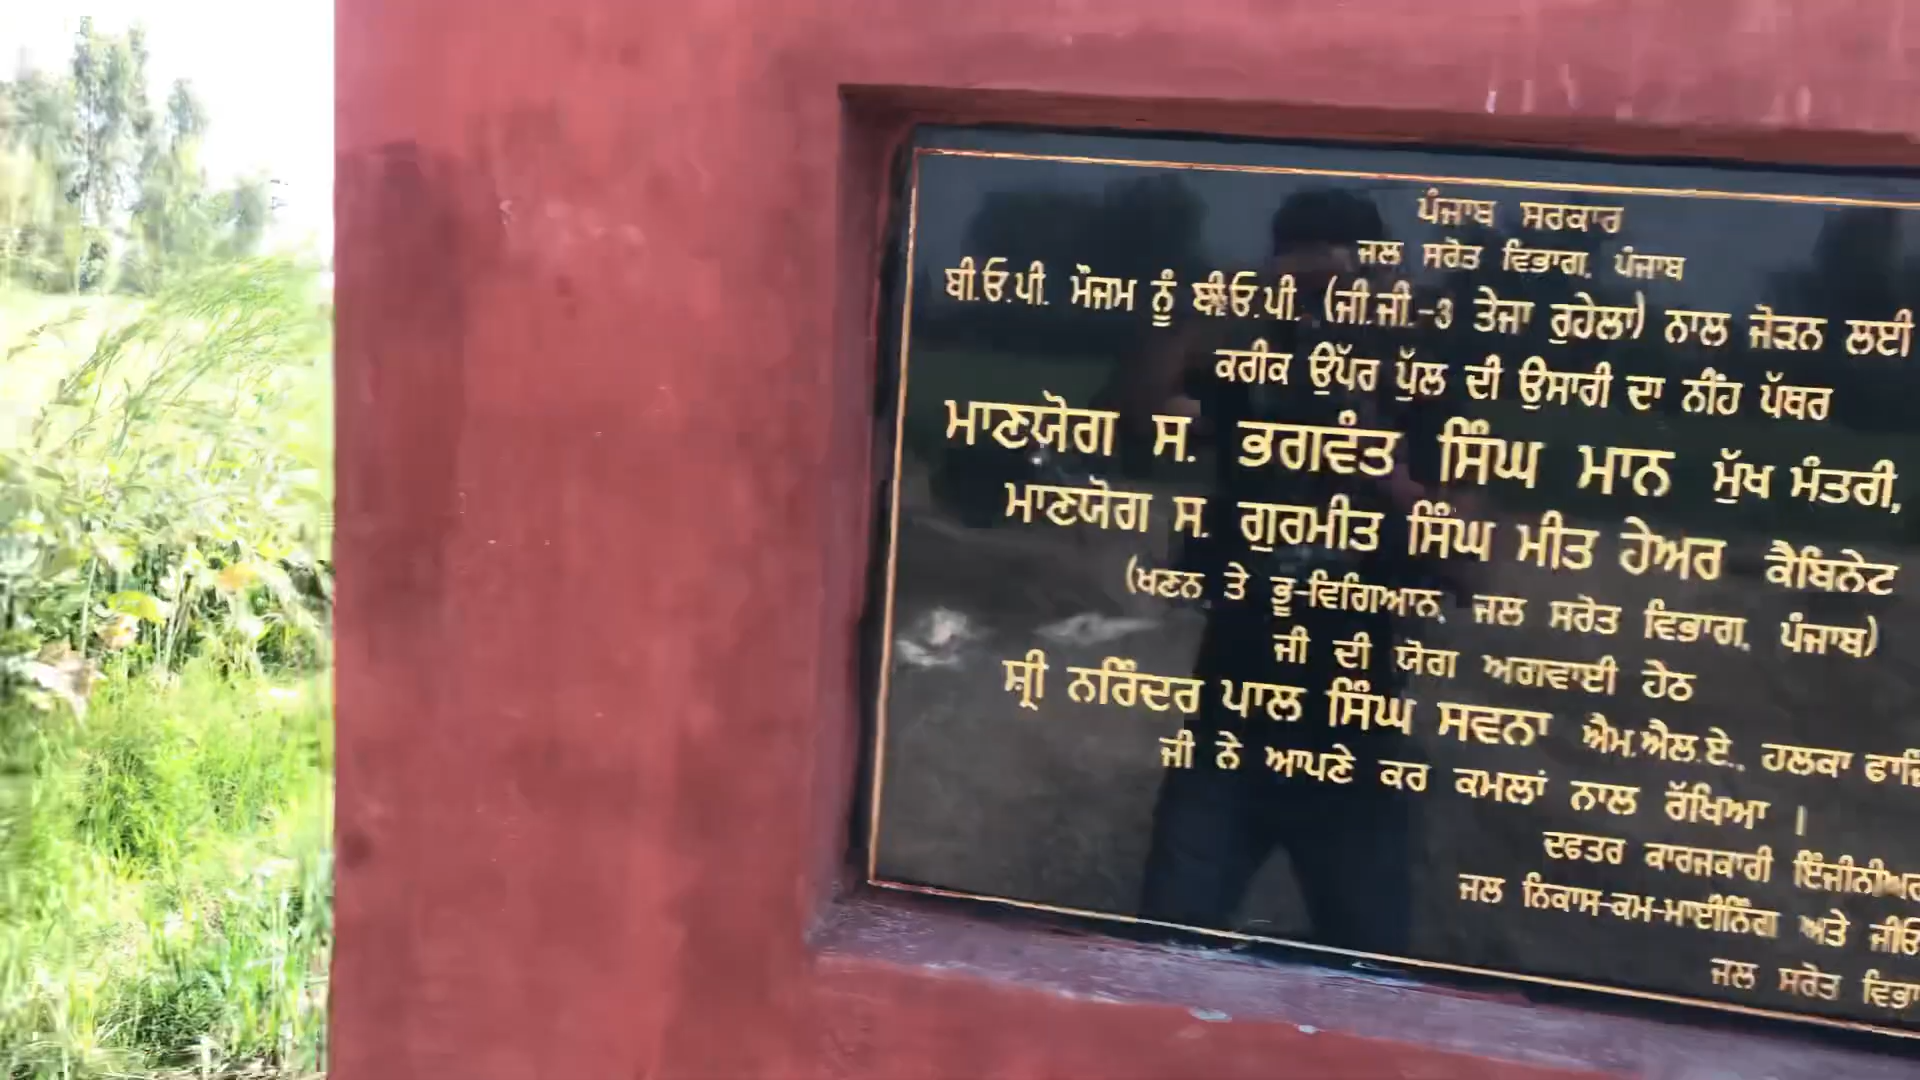 ਪੰਜਾਬ ਸਰਕਾਰ
ਜਲ ਸਰੋਤ ਵਿਭਾਗ, ਪੰਜਾਬ
ਬੀ.ਓ.ਪੀ. ਮੌਜਮ ਨੂੰ ਬੀ.ਓ.ਪੀ. (ਜੀ.ਜੀ.-3 ਤੇਜਾ ਰੁਹੇਲਾ) ਨਾਲ ਜੋੜਨ ਲਈ
ਕਰੀਕ ਉਪੱਰ ਪੁੱਲ ਦੀ ਉਸਾਰੀ ਦਾ ਨੀਂਹ ਪੱਥਰ
ਮਾਣਯੋਗ ਸ. ਭਗਵੰਤ ਸਿੰਘ ਮਾਨ ਮੁੱਖ ਮੰਤਰੀ,
ਮਾਣਯੋਗ ਸ. ਗੁਰਮੀਤ ਸਿੰਘ ਮੀਤ ਹੇਅਰ ਕੈਬਿਨੇਟ
(ਖਣਨ ਤੇ ਭੂ-ਵਿਗਿਆਨ, ਜਲ ਸਰੋਤ ਵਿਭਾਗ, ਪੰਜਾਬ)
ਜੀ ਦੀ ਯੋਗ ਅਗਵਾਈ ਹੇਠ
ਸ਼੍ਰੀ ਨਰਿੰਦਰ ਪਾਲ ਸਿੰਘ ਸਵਨਾ ਐਮ.ਐਲ.ਏ., ਹਲਕਾ
ਜੀ ਨੇ ਆਪਣੇ ਕਰ ਕਮਲਾਂ ਨਾਲ ਰੱਖਿਆ ।
ਦਫਤਰ ਕਾਰਜਕਾਰੀ ਇੰਜੀਨੀਅਰ
ਜਲ ਨਿਕਾਸ-ਕਮ-ਮਾਈਨਿੰਗ ਅਤੇ
ਜਲ ਸਰੋਤ